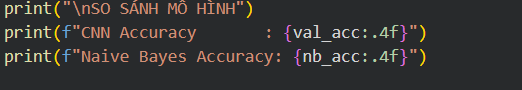 print("\nSO SÁNH MÔ HÌNH")
print(f"CNN Accuracy        : {val_acc:.4f}")
print(f"Naive Bayes Accuracy: {nb_acc:.4f}")